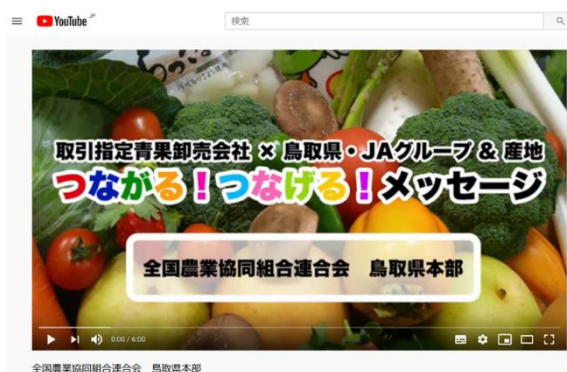 YouTube JP
検索
取引指定青果卸売会社 × 鳥取県・JAグループ & 産地
つながる！つなげる！メッセージ
全国農業協同組合連合会 鳥取県本部
0:00 / 6:00
全国農業協同組合連合会 鳥取県本部